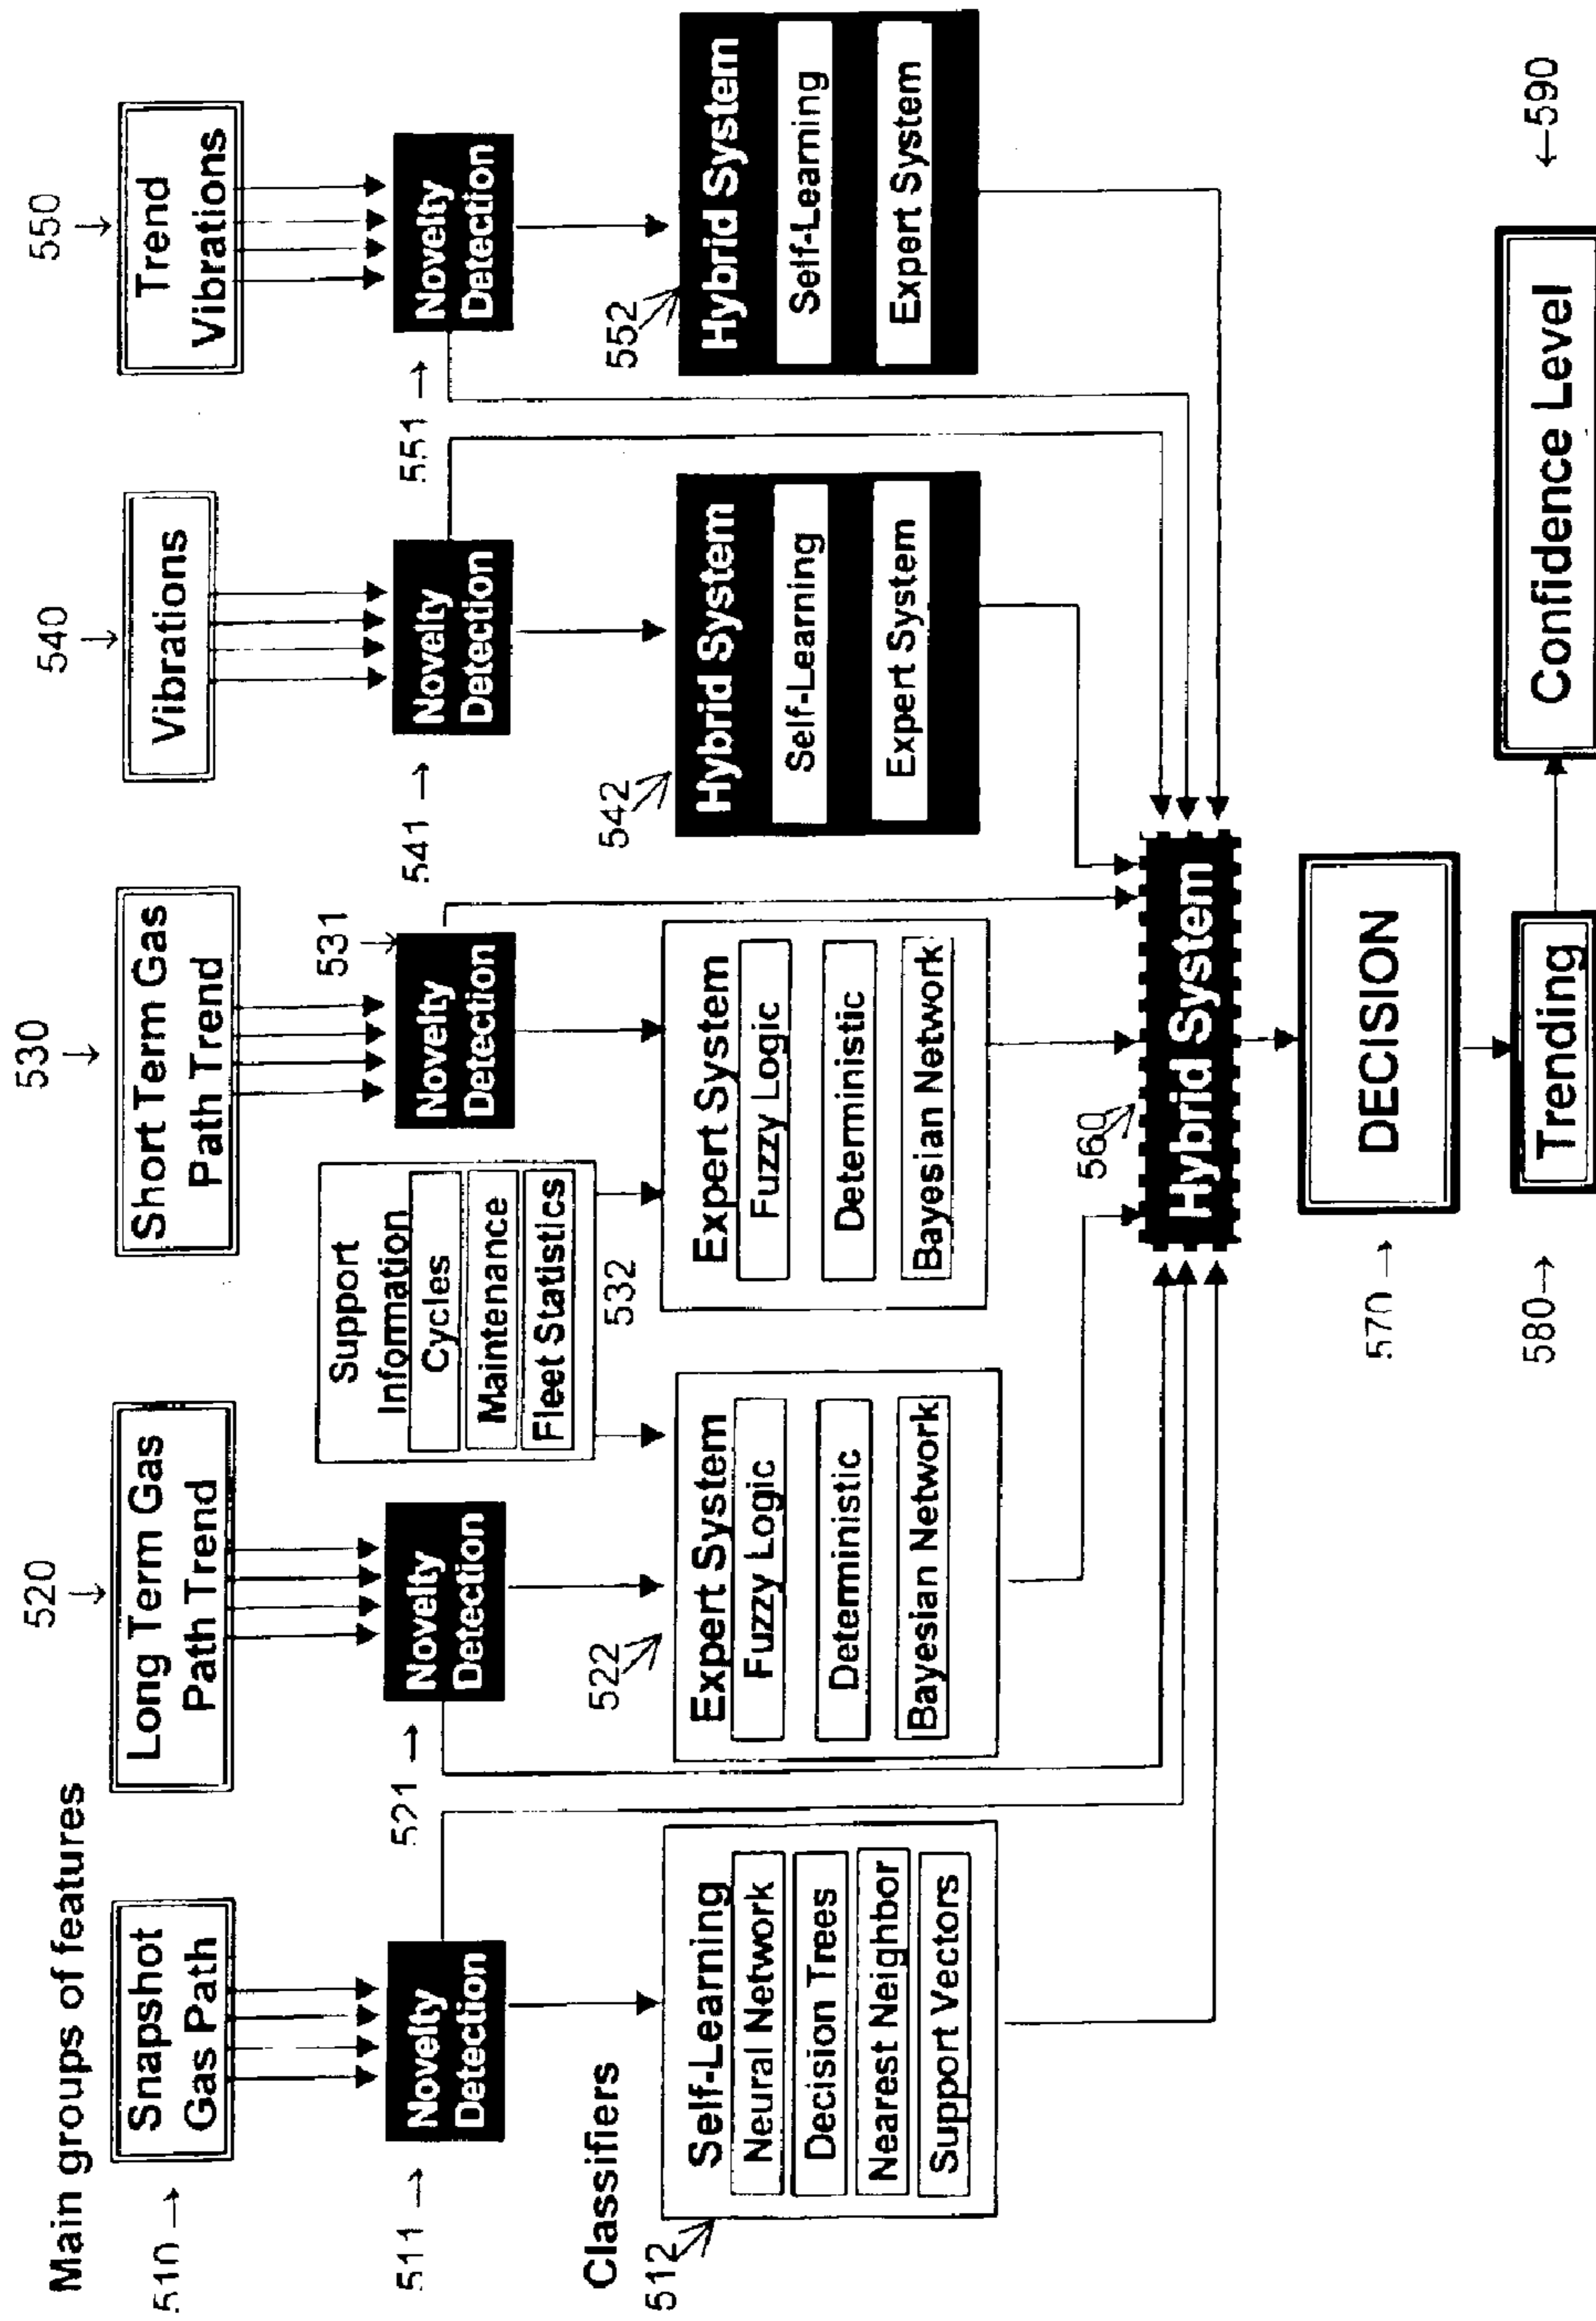 Main groups of features
510 →
Snapshot
Gas Path
520
↓
Long Term Gas
Path Trend
530
↓
Short Term Gas
Path Trend
540
↓
Vibrations
550
↓
Trend
Vibrations
Support
Information
Cycles
Maintenance
Fleet Statistics
511 →
Novelty
Detection
521 →
Novelty
Detection
531
Novelty
Detection
541 →
Novelty
Detection
551 →
Novelty
Detection
Classifiers
512
Self-Learning
Neural Network
Decision Trees
Nearest Neighbor
Support Vectors
522
Expert System
Fuzzy Logic
Deterministic
Bayesian Network
532
Expert System
Fuzzy Logic
Deterministic
Bayesian Network
542
Hybrid System
Self-Learning
Expert System
552
Hybrid System
Self-Learning
Expert System
560
Hybrid System
570 →
DECISION
580→
Trending
Confidence Level
←590